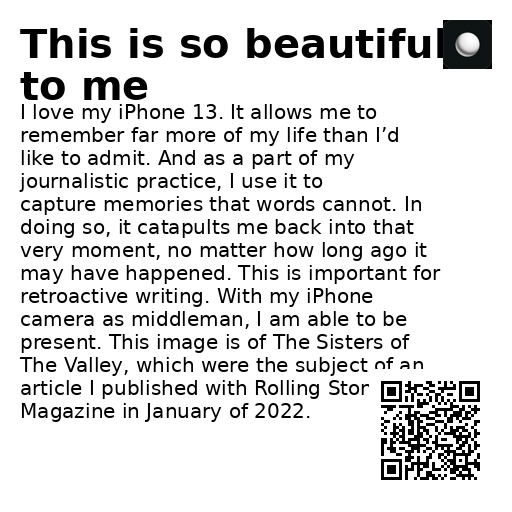 This is so beautiful
to me
I love my iPhone 13. It allows me to
remember far more of my life than I’d
like to admit. And as a part of my
journalistic practice, I use it to
capture memories that words cannot. In
doing so, it catapults me back into that
very moment, no matter how long ago it
may have happened. This is important for
retroactive writing. With my iPhone
camera as middleman, I am able to be
present. This image is of The Sisters of
The Valley, which were the subject of an
article I published with Rolling
Magazine in January of 2022.